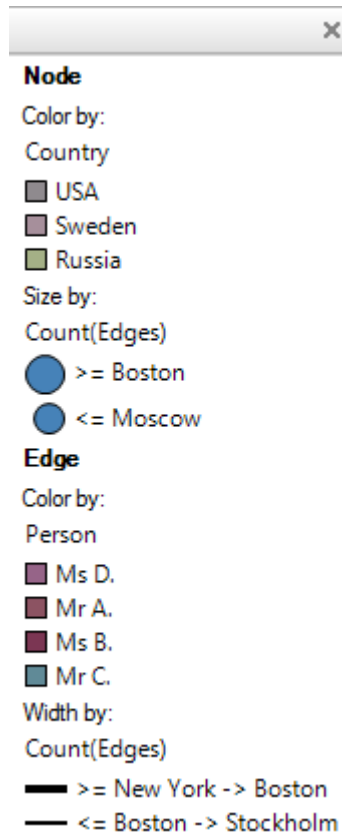 Node
Color by:
Country
USA
Sweden
Russia
Size by:
Count(Edges)
>= Boston
<= Moscow
Edge
Color by:
Person
Ms D.
Mr A.
Ms B.
Mr C.
Width by:
Count(Edges)
>= New York -> Boston
<= Boston -> Stockholm